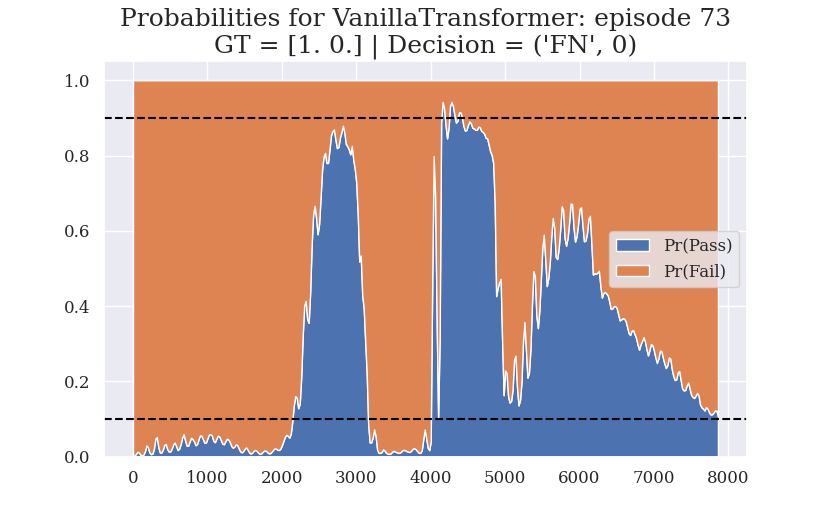 Probabilities for VanillaTransformer: episode 73
GT = [1. 0.] | Decision = ('FN', 0)
1.0
0.8
0.6
0.4
0.2
0.0
Pr(Pass)
Pr(Fail)
0 1000 2000 3000 4000 5000 6000 7000 8000